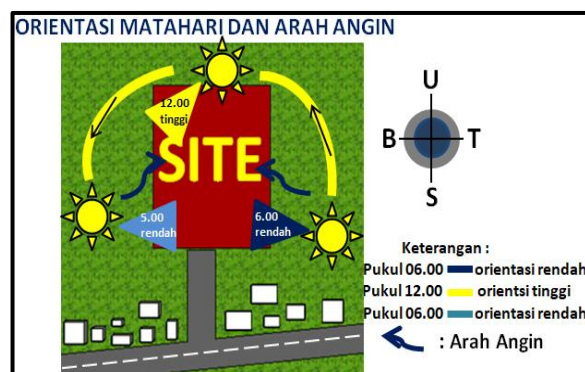 ORIENTASI MATAHARI DAN ARAH ANGIN
12.00
tinggi
SITE
5.00
rendah
6.00
rendah
U
B T
S
Keterangan :
Pukul 06.00 orientasi rendah
Pukul 12.00 orientsi tinggi
Pukul 06.00 orientasi rendah
: Arah Angin